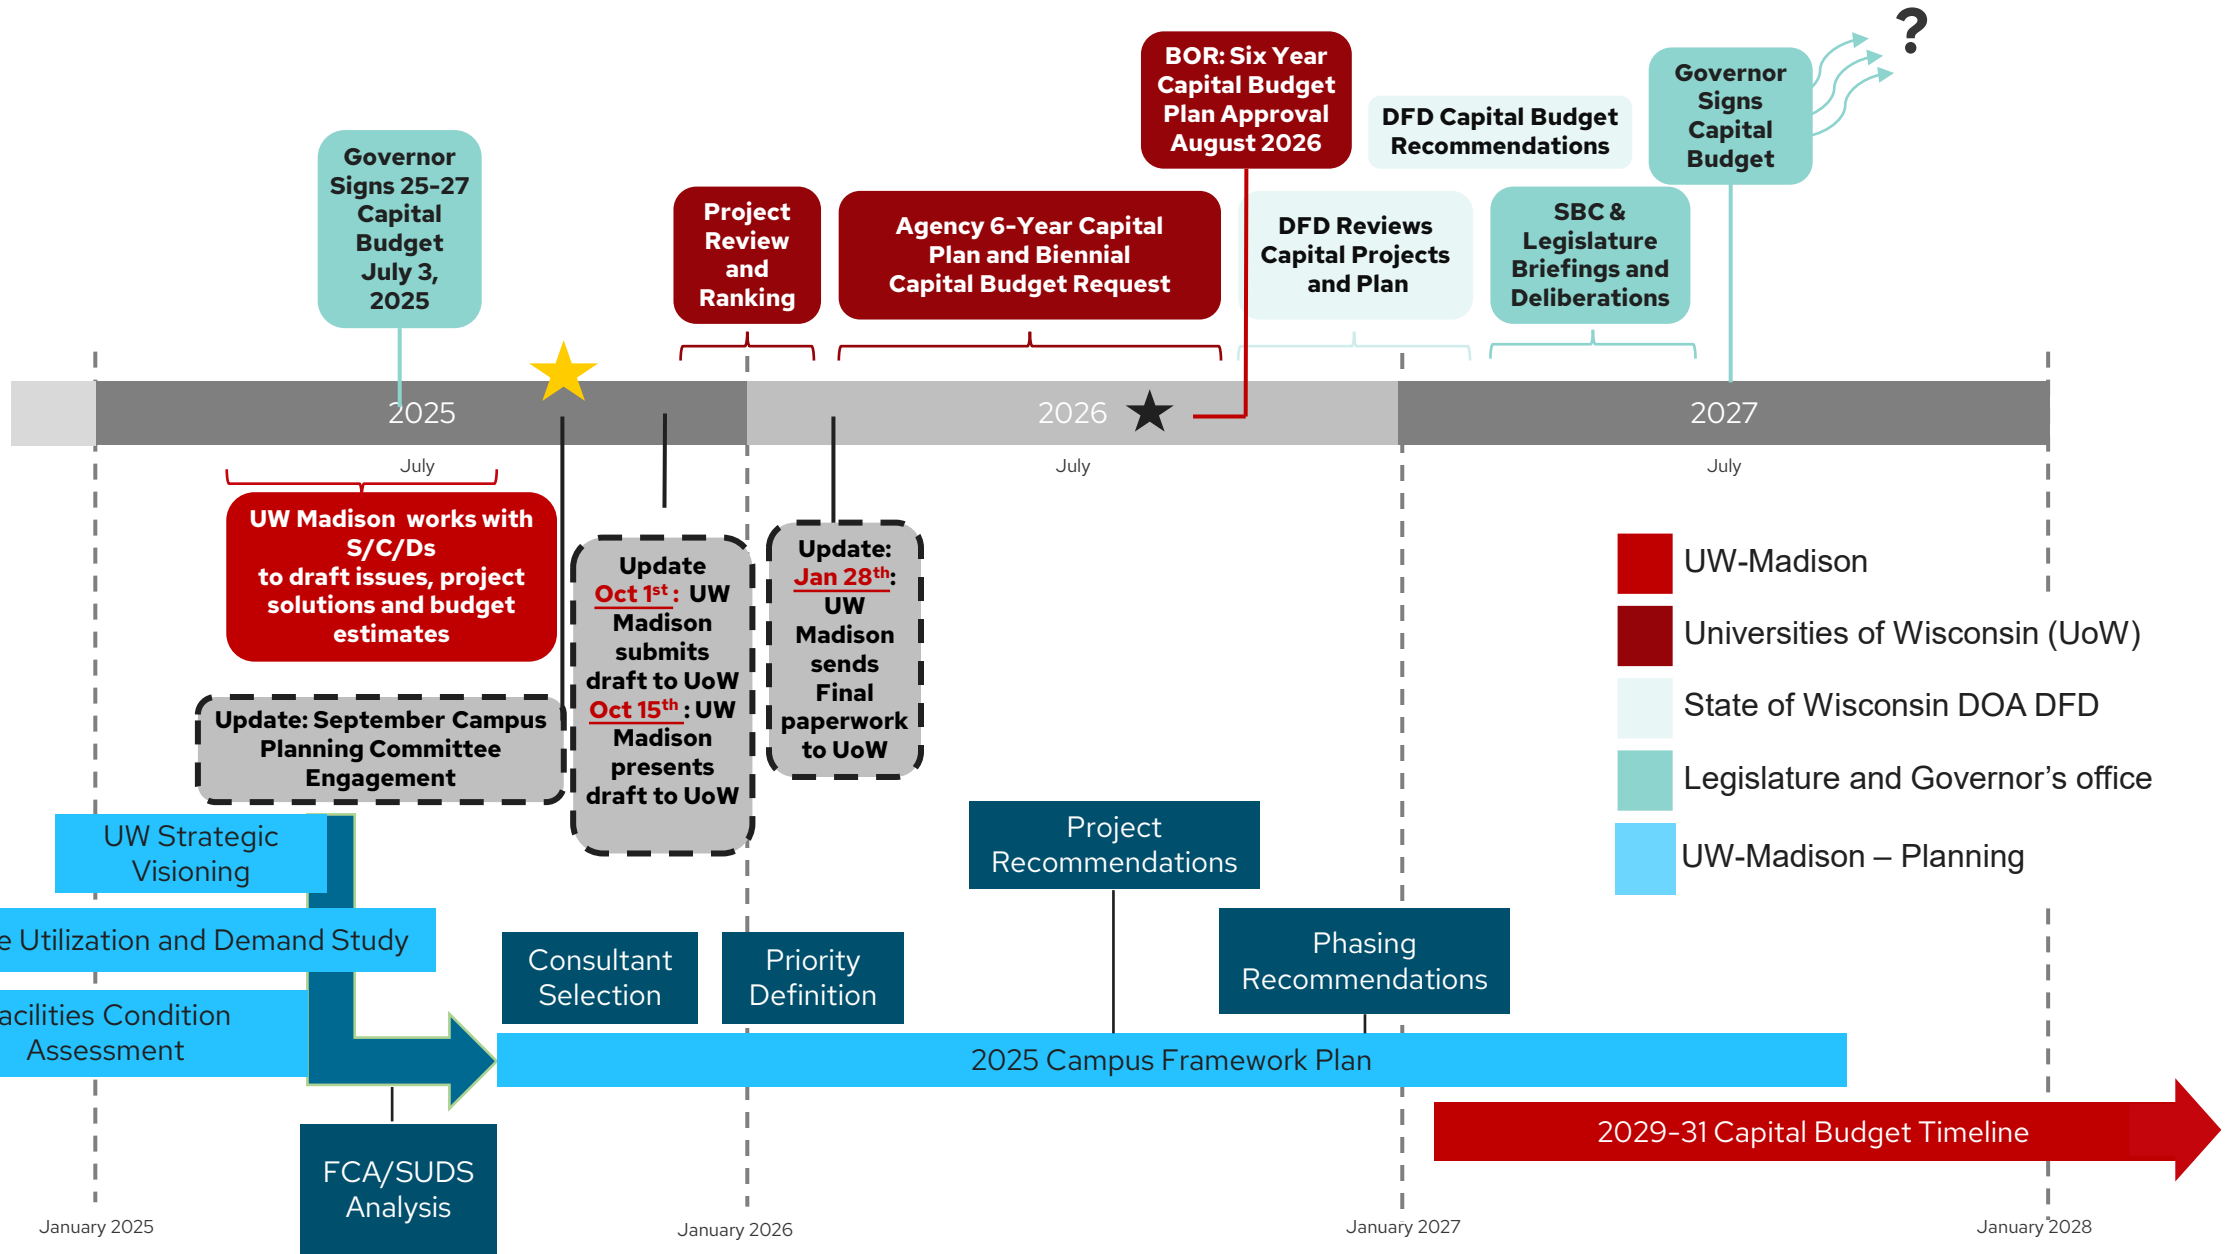 ?
BOR: Six Year
Capital Budget
Plan Approval
August 2026
DFD Capital Budget
Recommendations
Governor
Signs
Capital
Budget
Governor
Signs 25-27
Capital
Budget
July 3,
2025
Project
Review
and
Ranking
Agency 6-Year Capital
Plan and Biennial
Capital Budget Request
DFD Reviews
Capital Projects
and Plan
SBC &
Legislature
Briefings and
Deliberations
2025
2026
2027
July
July
July
UW Madison works with
S/C/Ds
to draft issues, project
solutions and budget
estimates
Update: September Campus
Planning Committee
Engagement
Update
Oct 1st: UW
Madison
submits
draft to UoW
Oct 15th: UW
Madison
presents
draft to UoW
Update:
Jan 28th:
UW
Madison
sends
Final
paperwork
to UoW
UW-Madison
Universities of Wisconsin (UoW)
State of Wisconsin DOA DFD
Legislature and Governor’s office
UW-Madison – Planning
UW Strategic
Visioning
e Utilization and Demand Study
acilities Condition
Assessment
Consultant
Selection
Priority
Definition
Project
Recommendations
Phasing
Recommendations
2025 Campus Framework Plan
2029-31 Capital Budget Timeline
FCA/SUDS
Analysis
January 2025
January 2026
January 2027
January 2028